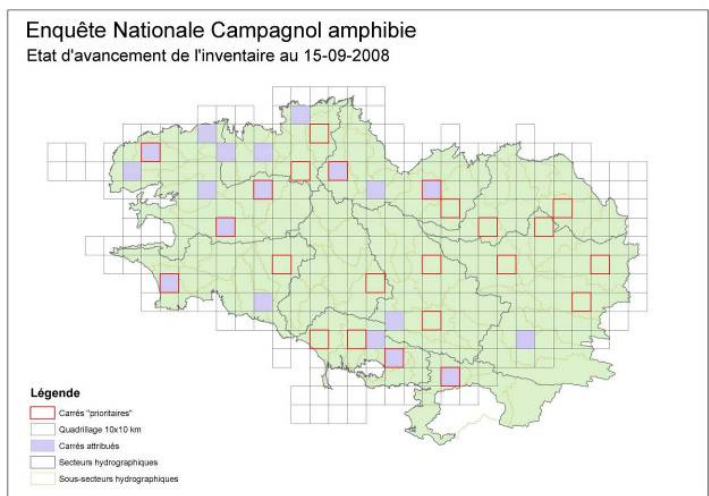 Enquête Nationale Campagnol amphibie
Etat d'avancement de l'inventaire au 15-09-2008
Légende
Carrés "prioritaires"
Quadrillage 10x10 km
Carrés attribués
Secteurs hydrographiques
Sous-secteurs hydrographiques